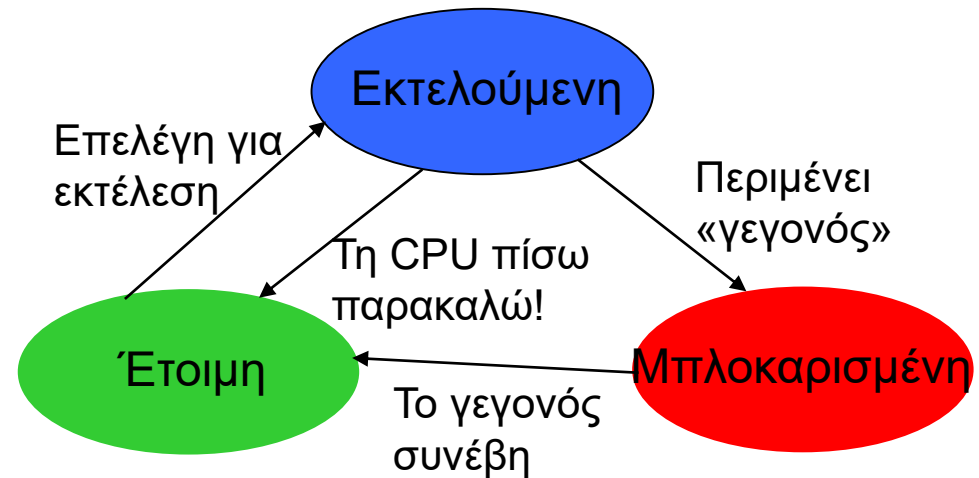 Εκτελούμενη
Επελέγη για
εκτέλεση
Περιμένει
«γεγονός»
Τη CPU πίσω
παρακαλώ!
Έτοιμη
Μπλοκαρισμένη
Το γεγονός
συνέβη